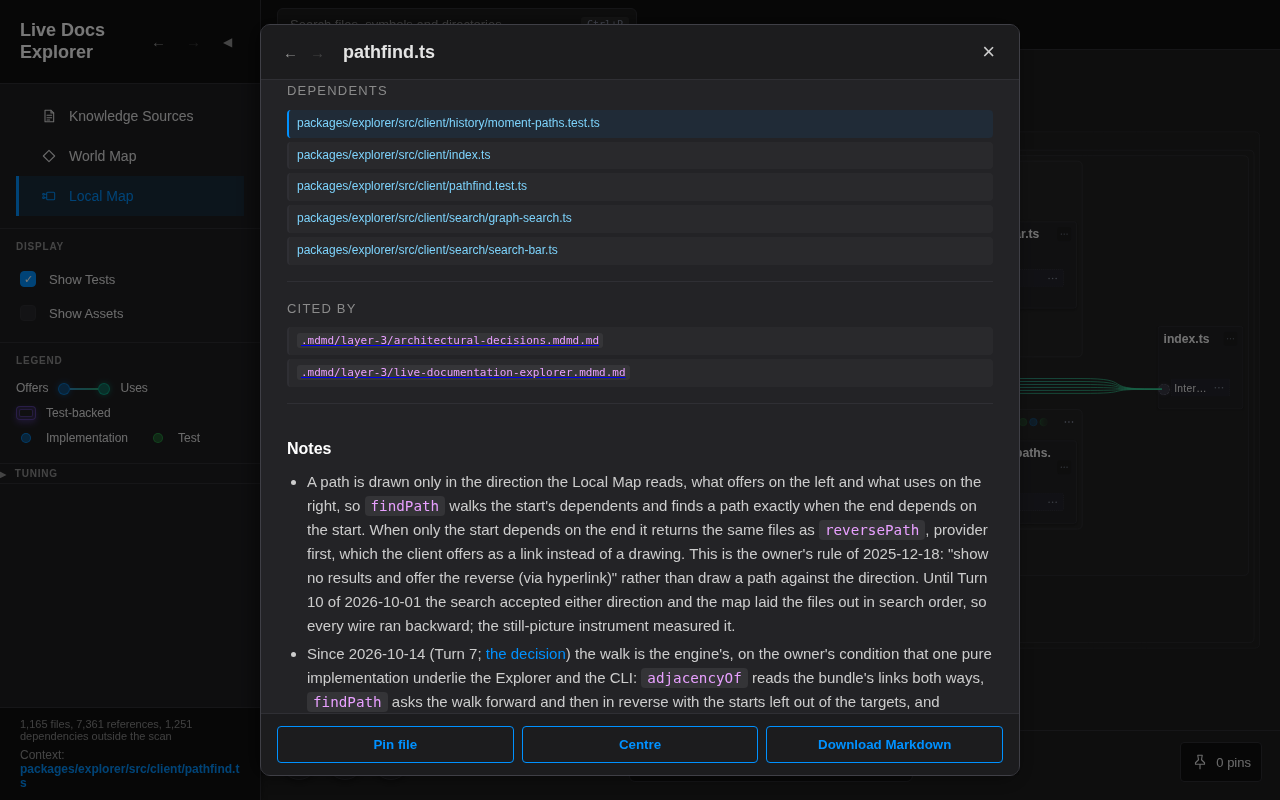 Live Docs
Explorer
← → ◀
Search files, symbols and directories
Ctrl+P
Knowledge Sources
World Map
Local Map
DISPLAY
Show Tests
Show Assets
LEGEND
Offers Uses
Test-backed
Implementation Test
TUNING
1,165 files, 7,361 references, 1,251
dependencies outside the scan
Context:
packages/explorer/src/client/pathfind.t
s
← → pathfind.ts ×
DEPENDENTS
packages/explorer/src/client/history/moment-paths.test.ts
packages/explorer/src/client/index.ts
packages/explorer/src/client/pathfind.test.ts
packages/explorer/src/client/search/graph-search.ts
packages/explorer/src/client/search/search-bar.ts
CITED BY
.mdmd/layer-3/architectural-decisions.mdmd.md
.mdmd/layer-3/live-documentation-explorer.mdmd.md
Notes
• A path is drawn only in the direction the Local Map reads, what offers on the left and what uses on the
right, so findPath walks the start's dependents and finds a path exactly when the end depends on
the start. When only the start depends on the end it returns the same files as reversePath, provider
first, which the client offers as a link instead of a drawing. This is the owner's rule of 2025-12-18: "show
no results and offer the reverse (via hyperlink)" rather than draw a path against the direction. Until Turn
10 of 2026-10-01 the search accepted either direction and the map laid the files out in search order, so
every wire ran backward; the still-picture instrument measured it.
• Since 2026-10-14 (Turn 7; the decision) the walk is the engine's, on the owner's condition that one pure
implementation underlie the Explorer and the CLI: adjacencyOf reads the bundle's links both ways,
findPath asks the walk forward and then in reverse with the starts left out of the targets, and
Pin file
Centre
Download Markdown
r.ts ...
...
index.ts ...
Inter... ...
...
paths.
...
...
0 pins